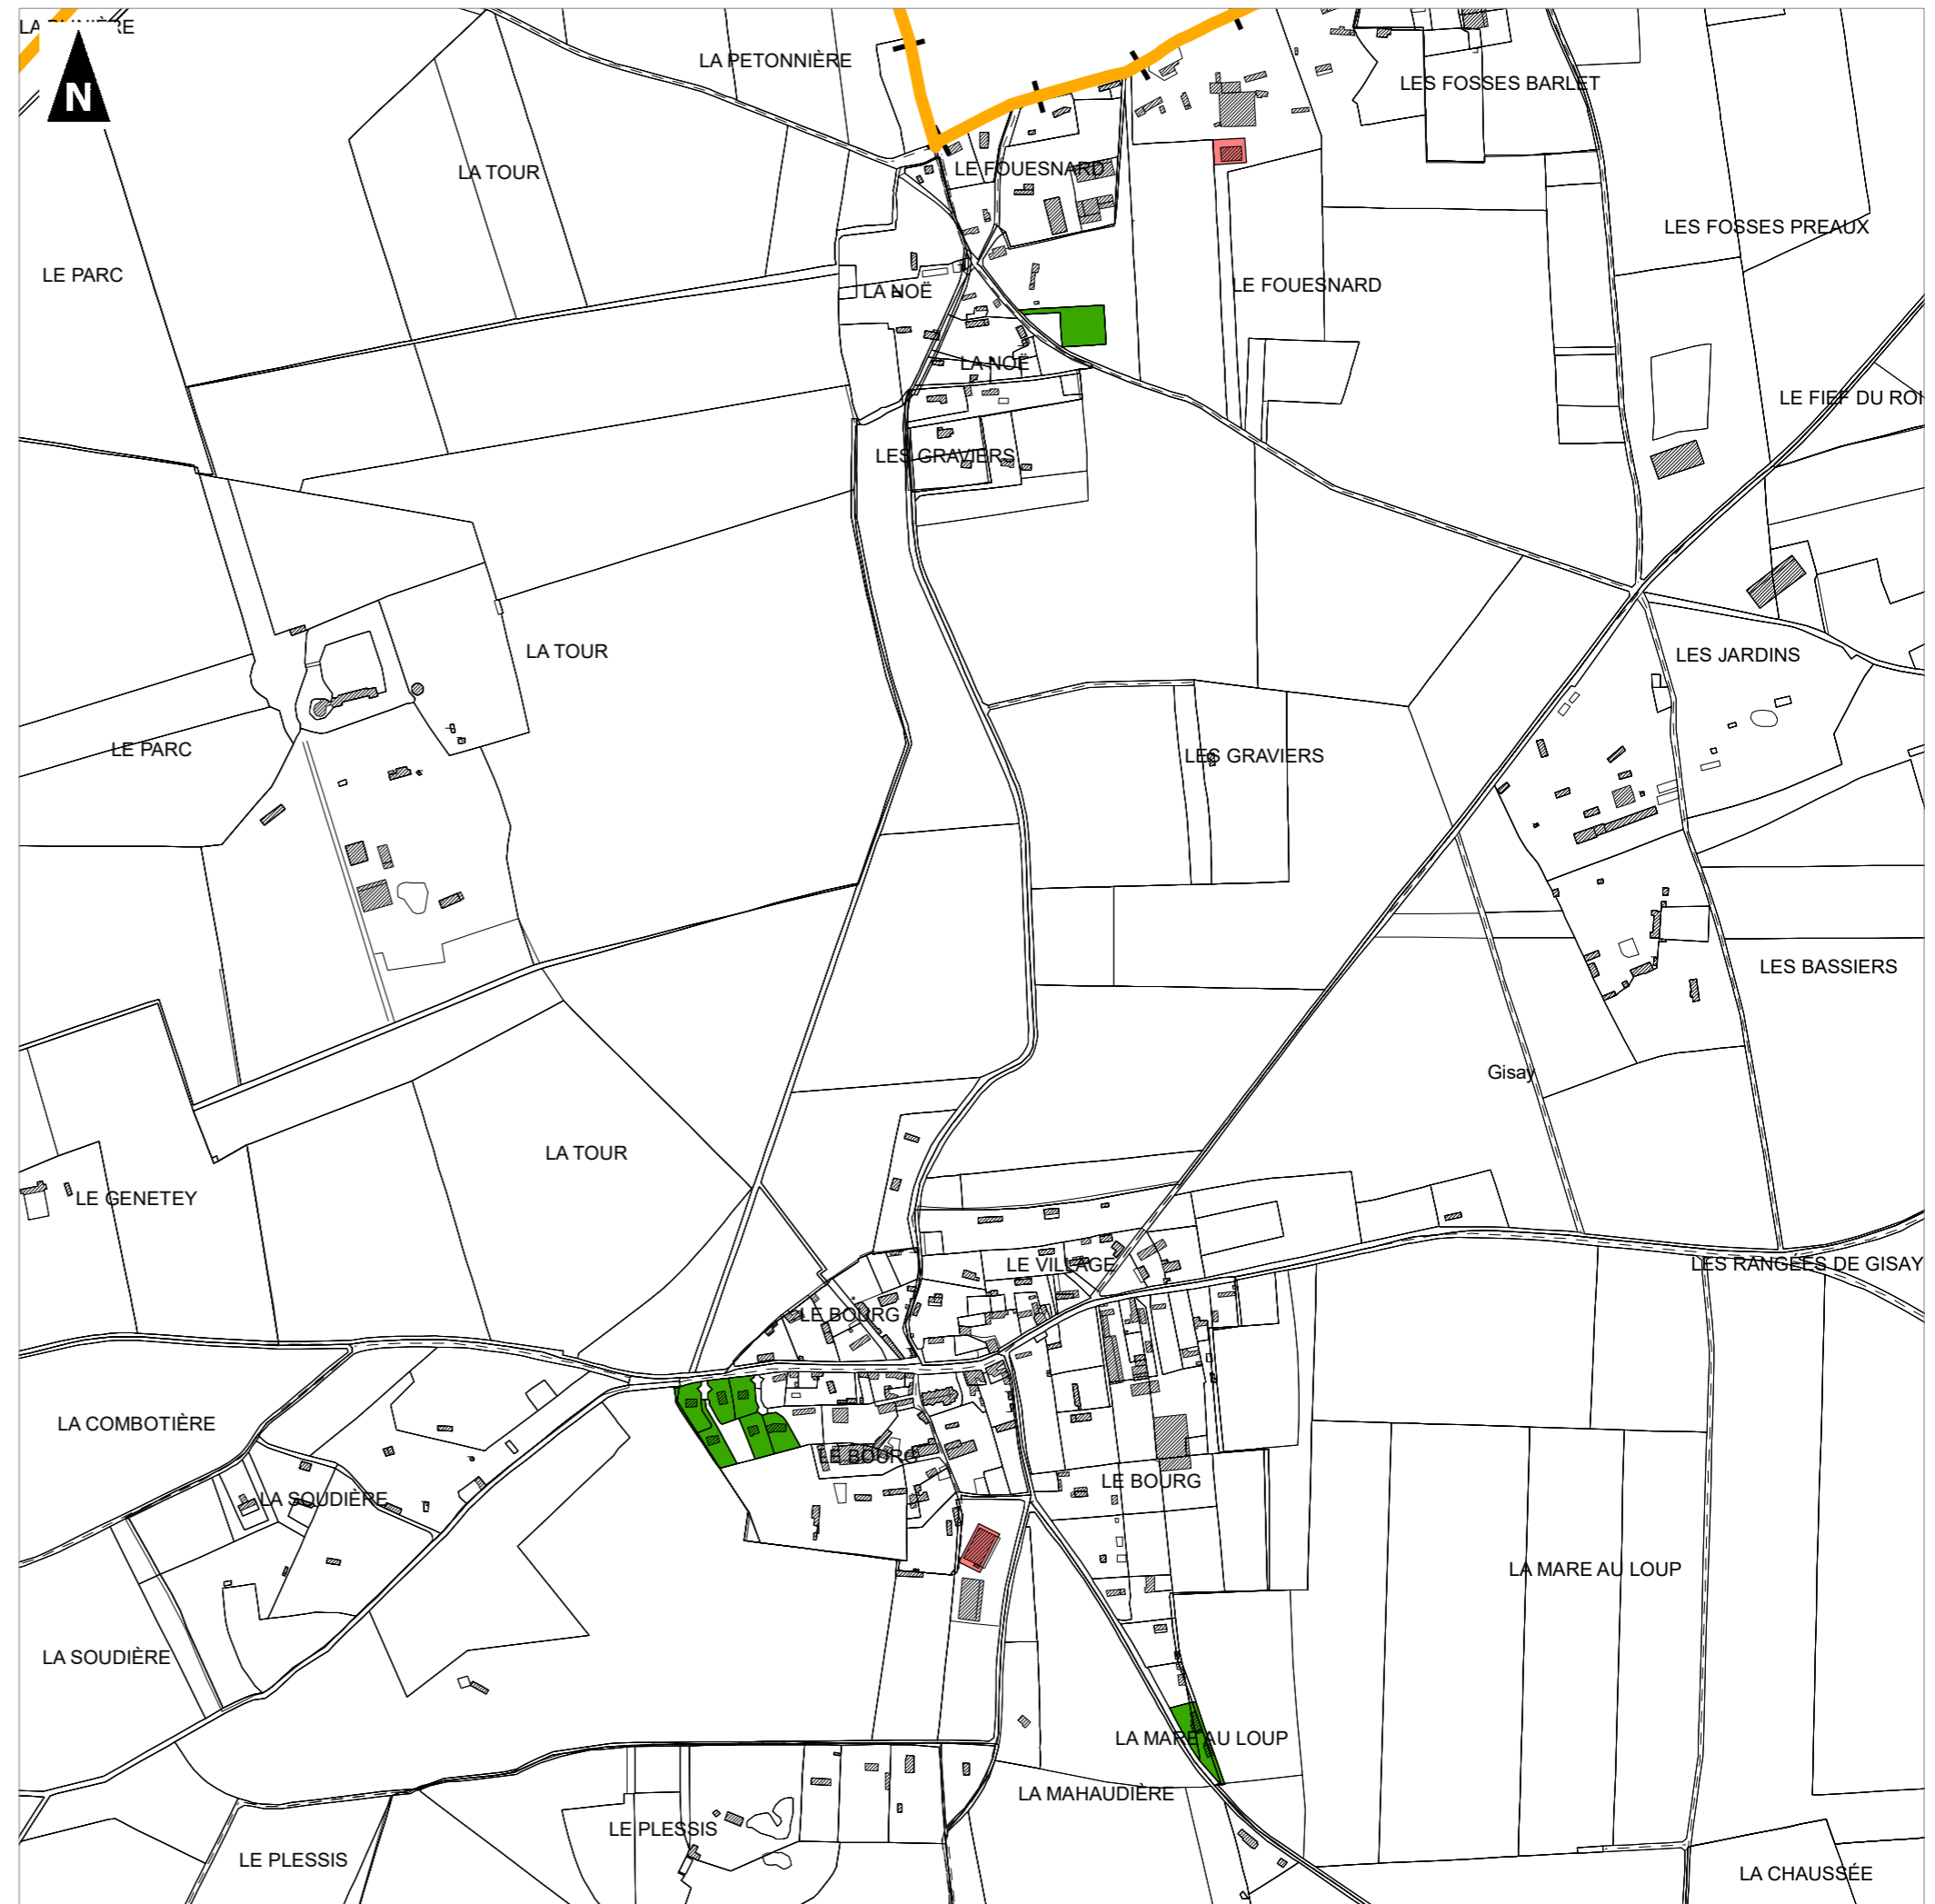 N
LA PETONNIÈRE
LES FOSSES BARLET
LA TOUR
LE FOUESNARD
LES FOSSES PREAUX
LE PARC
LA NOË
LE FOUESNARD
LA NOË
LE FIEF DU ROI
LES GRAVIERS
LA TOUR
LES JARDINS
LE PARC
LES GRAVIERS
LES BASSIERS
Gisay
LA TOUR
LE GENETEY
LE VILLAGE
LES RANGÉES DE GISAY
LE BOURG
LA COMBOTIÈRE
LE BOURG
LE BOURG
LA SOUDIÈRE
LA MARE AU LOUP
LA SOUDIÈRE
LA MARE AU LOUP
LA MAHAUDIÈRE
LE PLESSIS
LE PLESSIS
LA CHAUSSÉE